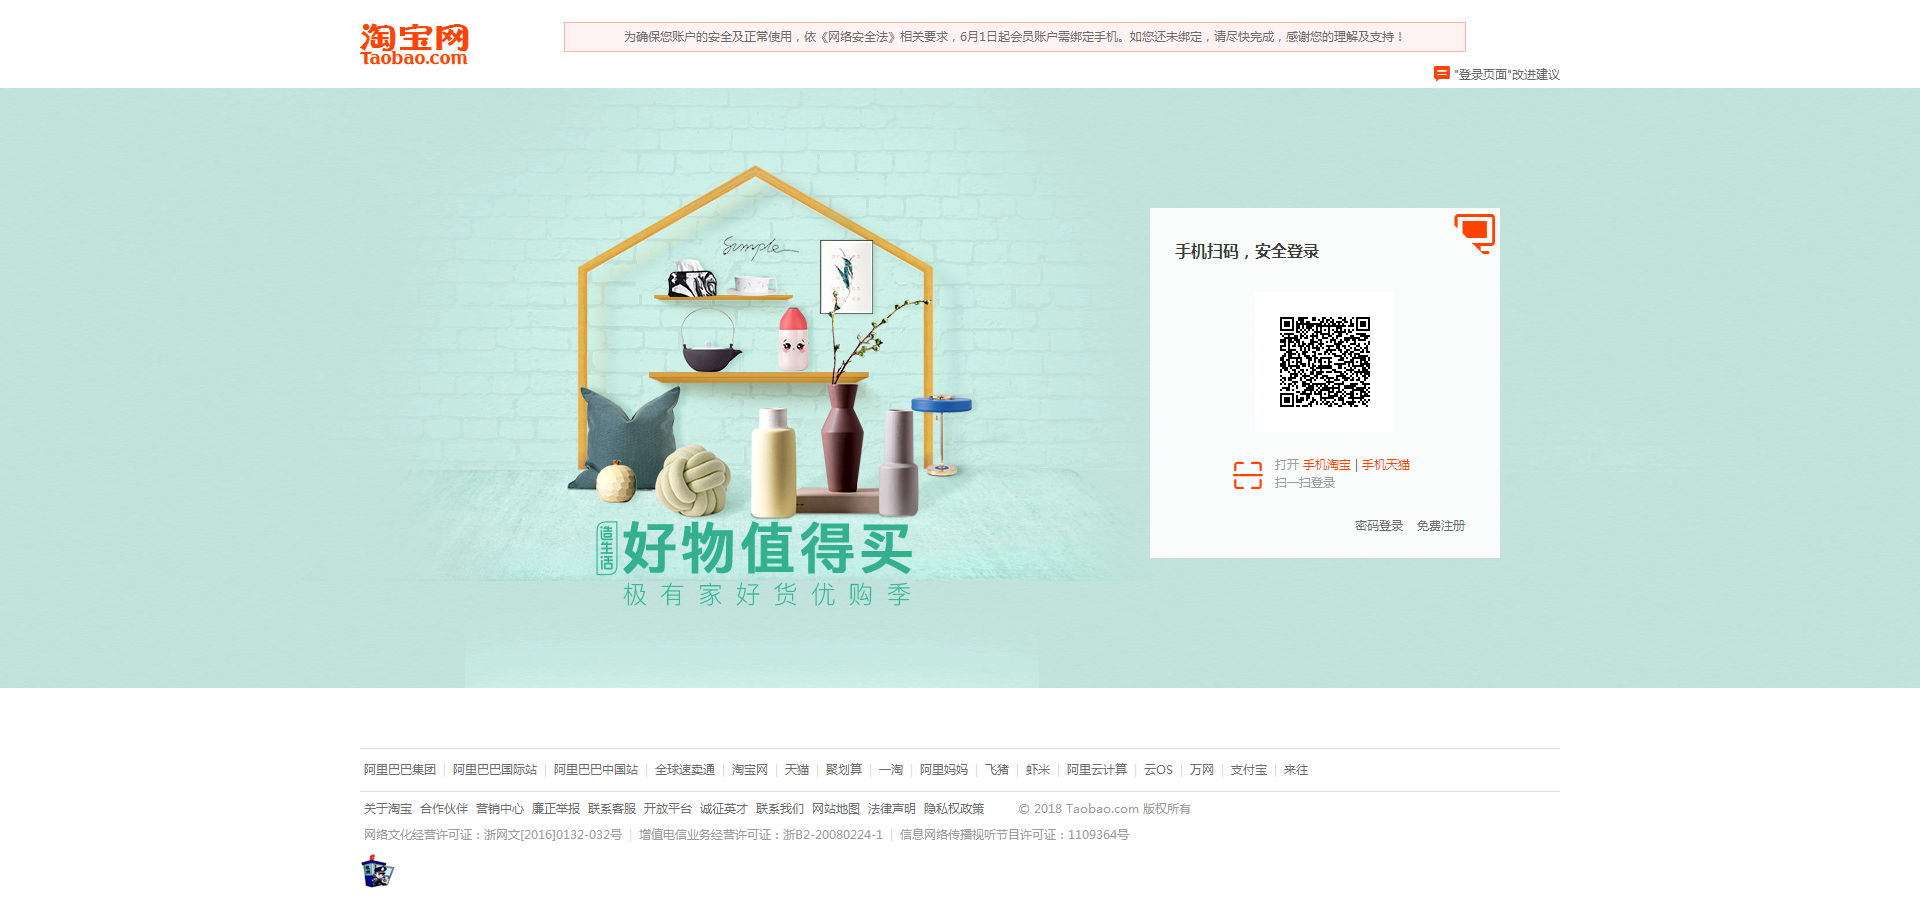 淘宝网
Taobao.com
为确保您账户的安全及正常使用，依《网络安全法》相关要求，6月1日起会员账户需绑定手机。如您还未绑定，请尽快完成，感谢您的理解及支持！
"登录页面"改进建议
Simple
手机扫码，安全登录
打开 手机淘宝 | 手机天猫
扫一扫登录
密码登录 免费注册
造生活
好物值得买
极有家好货优购季
阿里巴巴集团 | 阿里巴巴国际站 | 阿里巴巴中国站 | 全球速卖通 | 淘宝网 | 天猫 | 聚划算 | 一淘 | 阿里妈妈 | 飞猪 | 虾米 | 阿里云计算 | 云OS | 万网 | 支付宝 | 来往
关于淘宝 合作伙伴 营销中心 廉正举报 联系客服 开放平台 诚征英才 联系我们 网站地图 法律声明 隐私权政策 © 2018 Taobao.com 版权所有
网络文化经营许可证：浙网文[2016]0132-032号 | 增值电信业务经营许可证：浙B2-20080224-1 | 信息网络传播视听节目许可证：1109364号